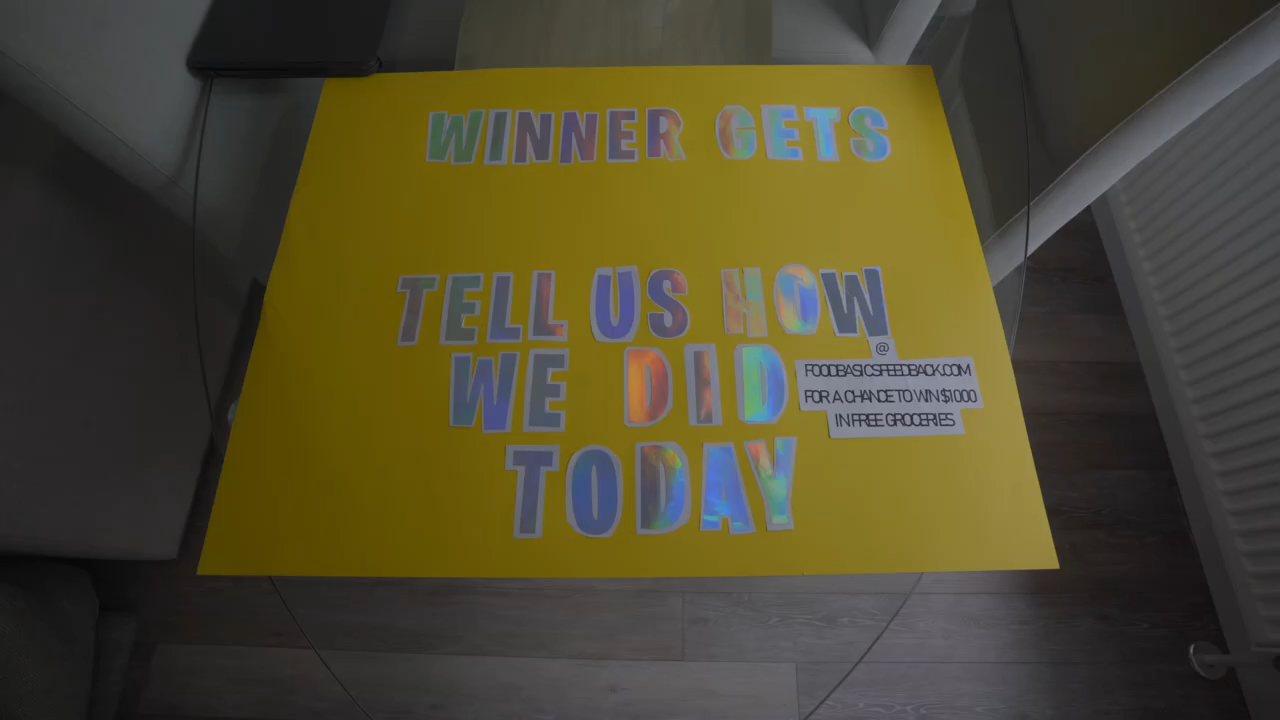 WINNER GETS
TELL US HOW
WE DID
TODAY
@
FOODBASICSFEEDBACK.COM
FOR A CHANCE TO WIN $1000
IN FREE GROCERIES